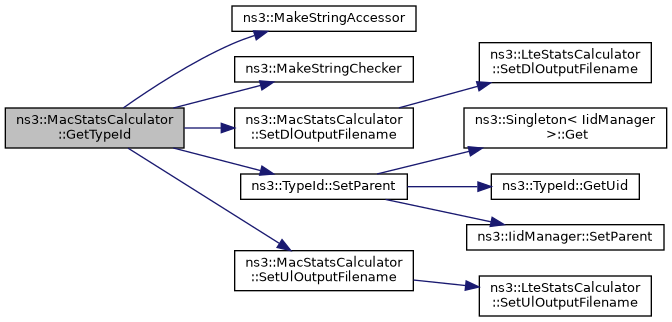 ns3::MacStatsCalculator
::GetTypeId
ns3::MakeStringAccessor
ns3::MakeStringChecker
ns3::MacStatsCalculator
::SetDlOutputFilename
ns3::LteStatsCalculator
::SetDlOutputFilename
ns3::TypeId::SetParent
ns3::Singleton< IidManager
>::Get
ns3::TypeId::GetUid
ns3::IidManager::SetParent
ns3::MacStatsCalculator
::SetUlOutputFilename
ns3::LteStatsCalculator
::SetUlOutputFilename